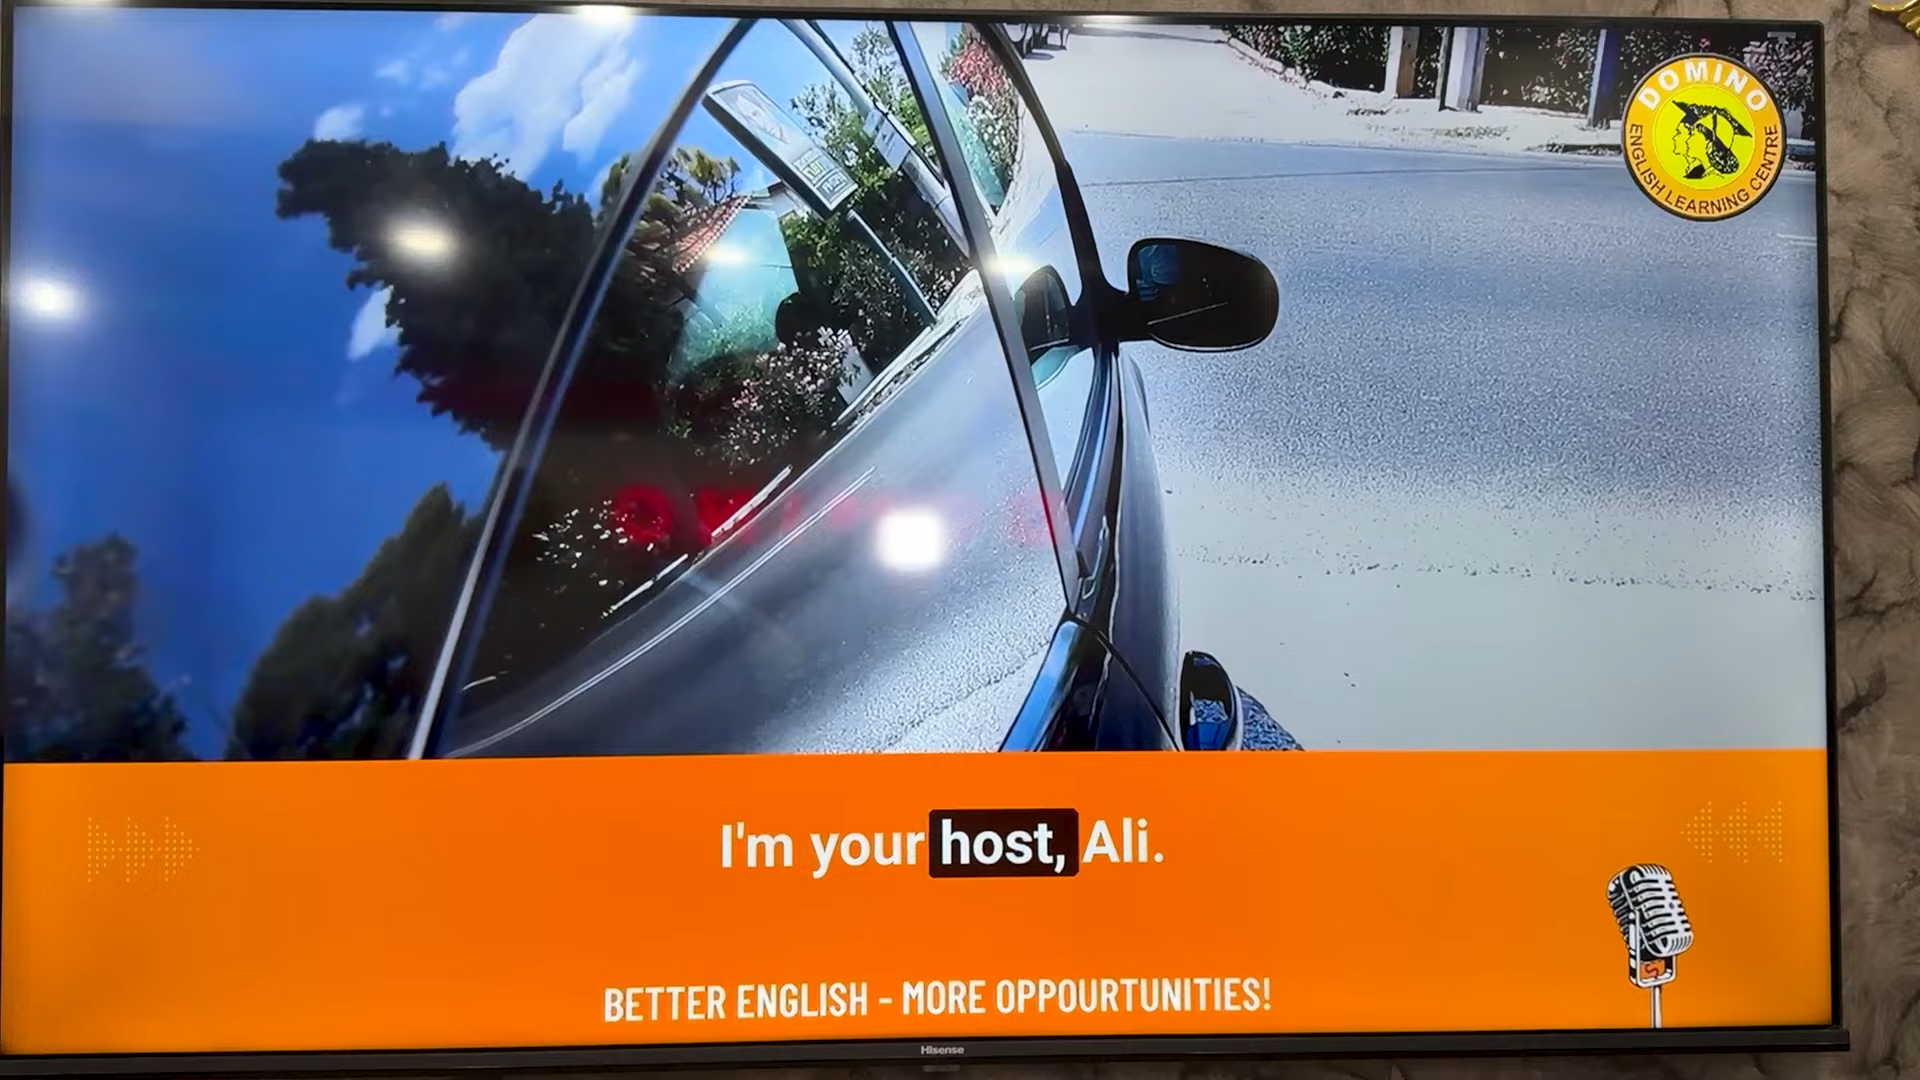 DOMINO
ENGLISH LEARNING CENTRE
I'm your host, Ali.
BETTER ENGLISH - MORE OPPOURTUNITIES!
Hisense